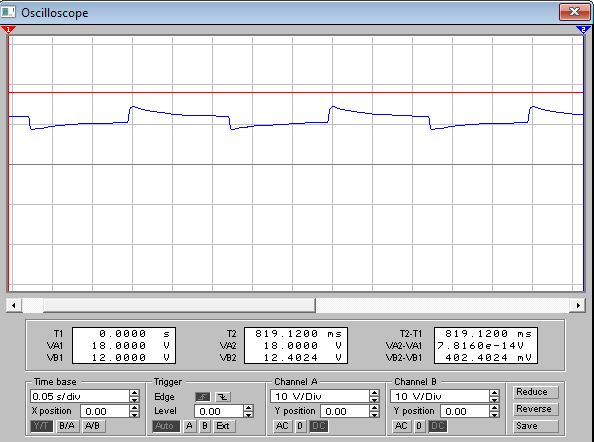 Oscilloscope
1 2
T1 0.0000 s T2 819.1200 ms T2-T1 819.1200 ms
VA1 18.0000 V VA2 18.0000 V VA2-VA1 7.8160e-14V
VB1 12.0000 V VB2 12.4024 V VB2-VB1 402.4024 mV
Time base Trigger Channel A Channel B
0.05 s/div Edge 10 V/Div 10 V/Div Reduce
X position 0.00 Level 0.00 Y position 0.00 Y position 0.00 Reverse
Y/T B/A A/B Auto A B Ext AC 0 DC AC 0 DC Save